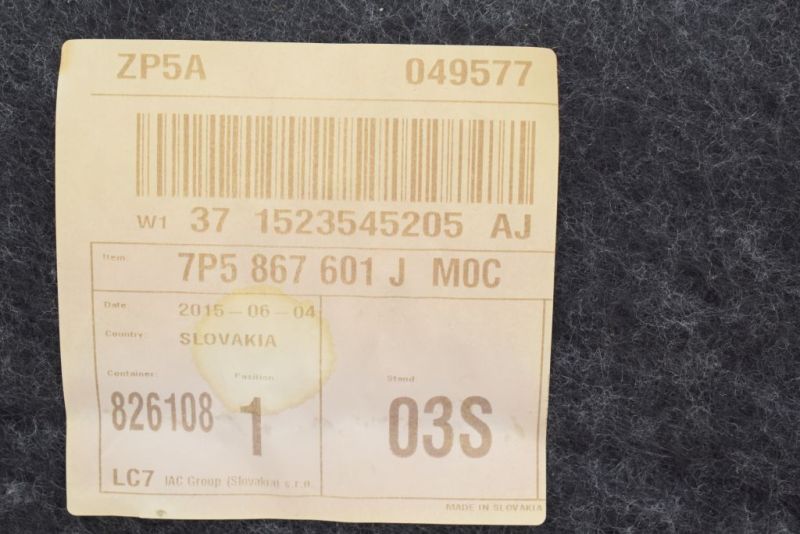 ZP5A 049577
W1 37 1523545205 AJ
Item: 7P5 867 601 J M0C
Date: 2015-06-04
Country: SLOVAKIA
Container: Position Stand
826108 1 03S
LC7 IAC Group (Slovakia) s.r.o.
MADE IN SLOVAKIA